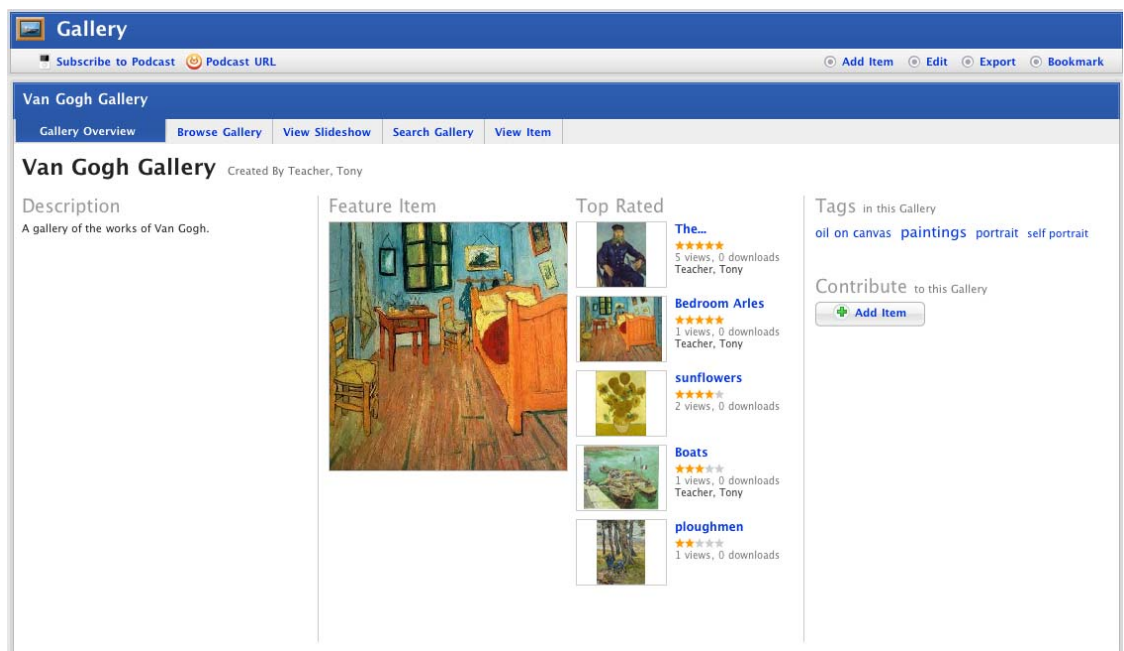 Gallery
Subscribe to Podcast Podcast URL Add Item Edit Export Bookmark
Van Gogh Gallery
Gallery Overview Browse Gallery View Slideshow Search Gallery View Item
Van Gogh Gallery Created By Teacher, Tony
Description
A gallery of the works of Van Gogh.
Feature Item
Top Rated
The...
5 views, 0 downloads
Teacher, Tony
Bedroom Arles
1 views, 0 downloads
Teacher, Tony
sunflowers
2 views, 0 downloads
Boats
1 views, 0 downloads
Teacher, Tony
ploughmen
1 views, 0 downloads
Tags in this Gallery
oil on canvas paintings portrait self portrait
Contribute to this Gallery
Add Item